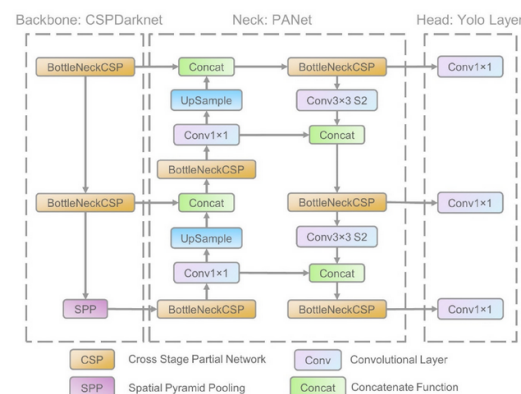 Backbone: CSPDarknet
Neck: PANet
Head: Yolo Layer
BottleNeckCSP
Concat
BottleNeckCSP
Conv1×1
UpSample
Conv3×3 S2
Conv1×1
Concat
BottleNeckCSP
BottleNeckCSP
Concat
BottleNeckCSP
Conv1×1
UpSample
Conv3×3 S2
Conv1×1
Concat
SPP
BottleNeckCSP
BottleNeckCSP
Conv1×1
CSP
Cross Stage Partial Network
Conv
Convolutional Layer
SPP
Spatial Pyramid Pooling
Concat
Concatenate Function